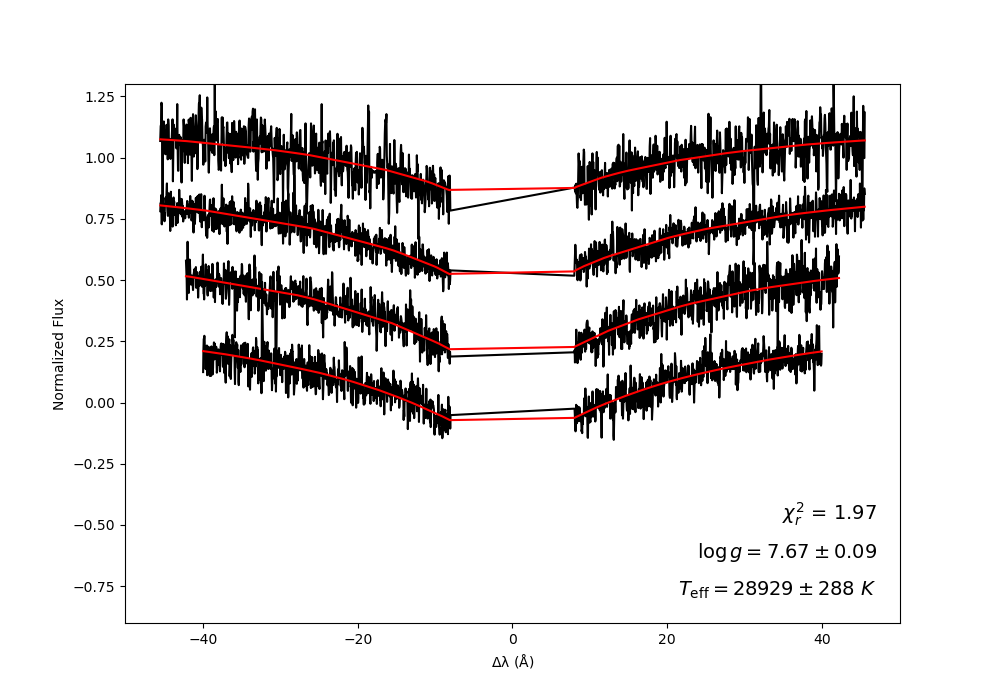 1.25
1.00
0.75
0.50
0.25
0.00
−0.25
−0.50
−0.75
Normalized Flux
χ²ᵣ = 1.97
log g = 7.67 ± 0.09
T_eff = 28929 ± 288 K
−40 −20 0 20 40
Δλ (Å)